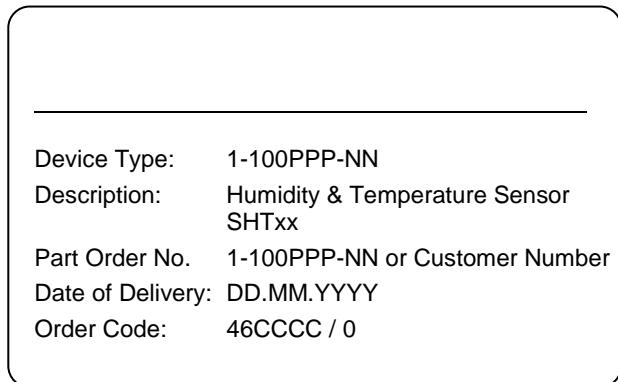 Device Type: 1-100PPP-NN
Description: Humidity & Temperature Sensor
SHTxx
Part Order No. 1-100PPP-NN or Customer Number
Date of Delivery: DD.MM.YYYY
Order Code: 46CCCC / 0